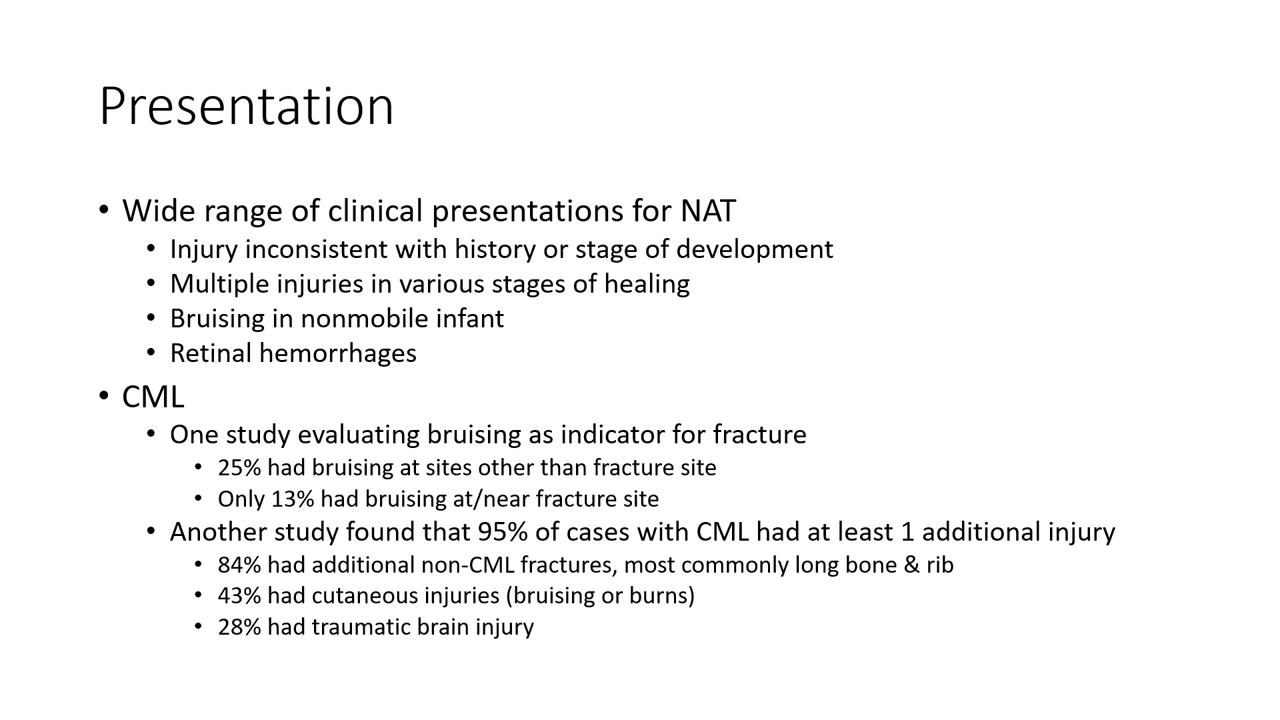 Presentation
• Wide range of clinical presentations for NAT
• Injury inconsistent with history or stage of development
• Multiple injuries in various stages of healing
• Bruising in nonmobile infant
• Retinal hemorrhages
• CML
• One study evaluating bruising as indicator for fracture
• 25% had bruising at sites other than fracture site
• Only 13% had bruising at/near fracture site
• Another study found that 95% of cases with CML had at least 1 additional injury
• 84% had additional non-CML fractures, most commonly long bone & rib
• 43% had cutaneous injuries (bruising or burns)
• 28% had traumatic brain injury